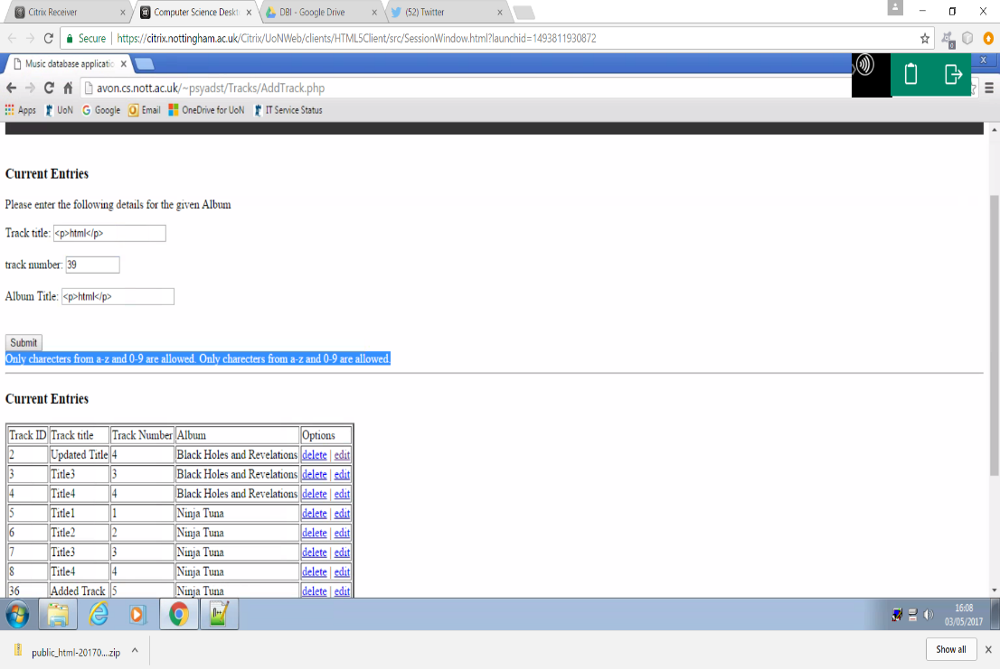 Citrix Receiver × Computer Science Deskt × DBI - Google Drive × (52) Twitter ×
Secure https://citrix.nottingham.ac.uk/Citrix/UoNWeb/clients/HTML5Client/src/SessionWindow.html?launchid=1493811930872
Music database applicatio ×
avon.cs.nott.ac.uk/~psyadst/Tracks/AddTrack.php
Apps UoN Google Email OneDrive for UoN IT Service Status
Current Entries
Please enter the following details for the given Album
Track title: <p>html</p>
track number: 39
Album Title: <p>html</p>
Submit
Only charecters from a-z and 0-9 are allowed. Only charecters from a-z and 0-9 are allowed.
Current Entries
Track ID Track title Track Number Album Options
2 Updated Title 4 Black Holes and Revelations delete | edit
3 Title3 3 Black Holes and Revelations delete | edit
4 Title4 4 Black Holes and Revelations delete | edit
5 Title1 1 Ninja Tuna delete | edit
6 Title2 2 Ninja Tuna delete | edit
7 Title3 3 Ninja Tuna delete | edit
8 Title4 4 Ninja Tuna delete | edit
36 Added Track 5 Ninja Tuna delete | edit
16:08
03/05/2017
public_html-20170....zip Show all